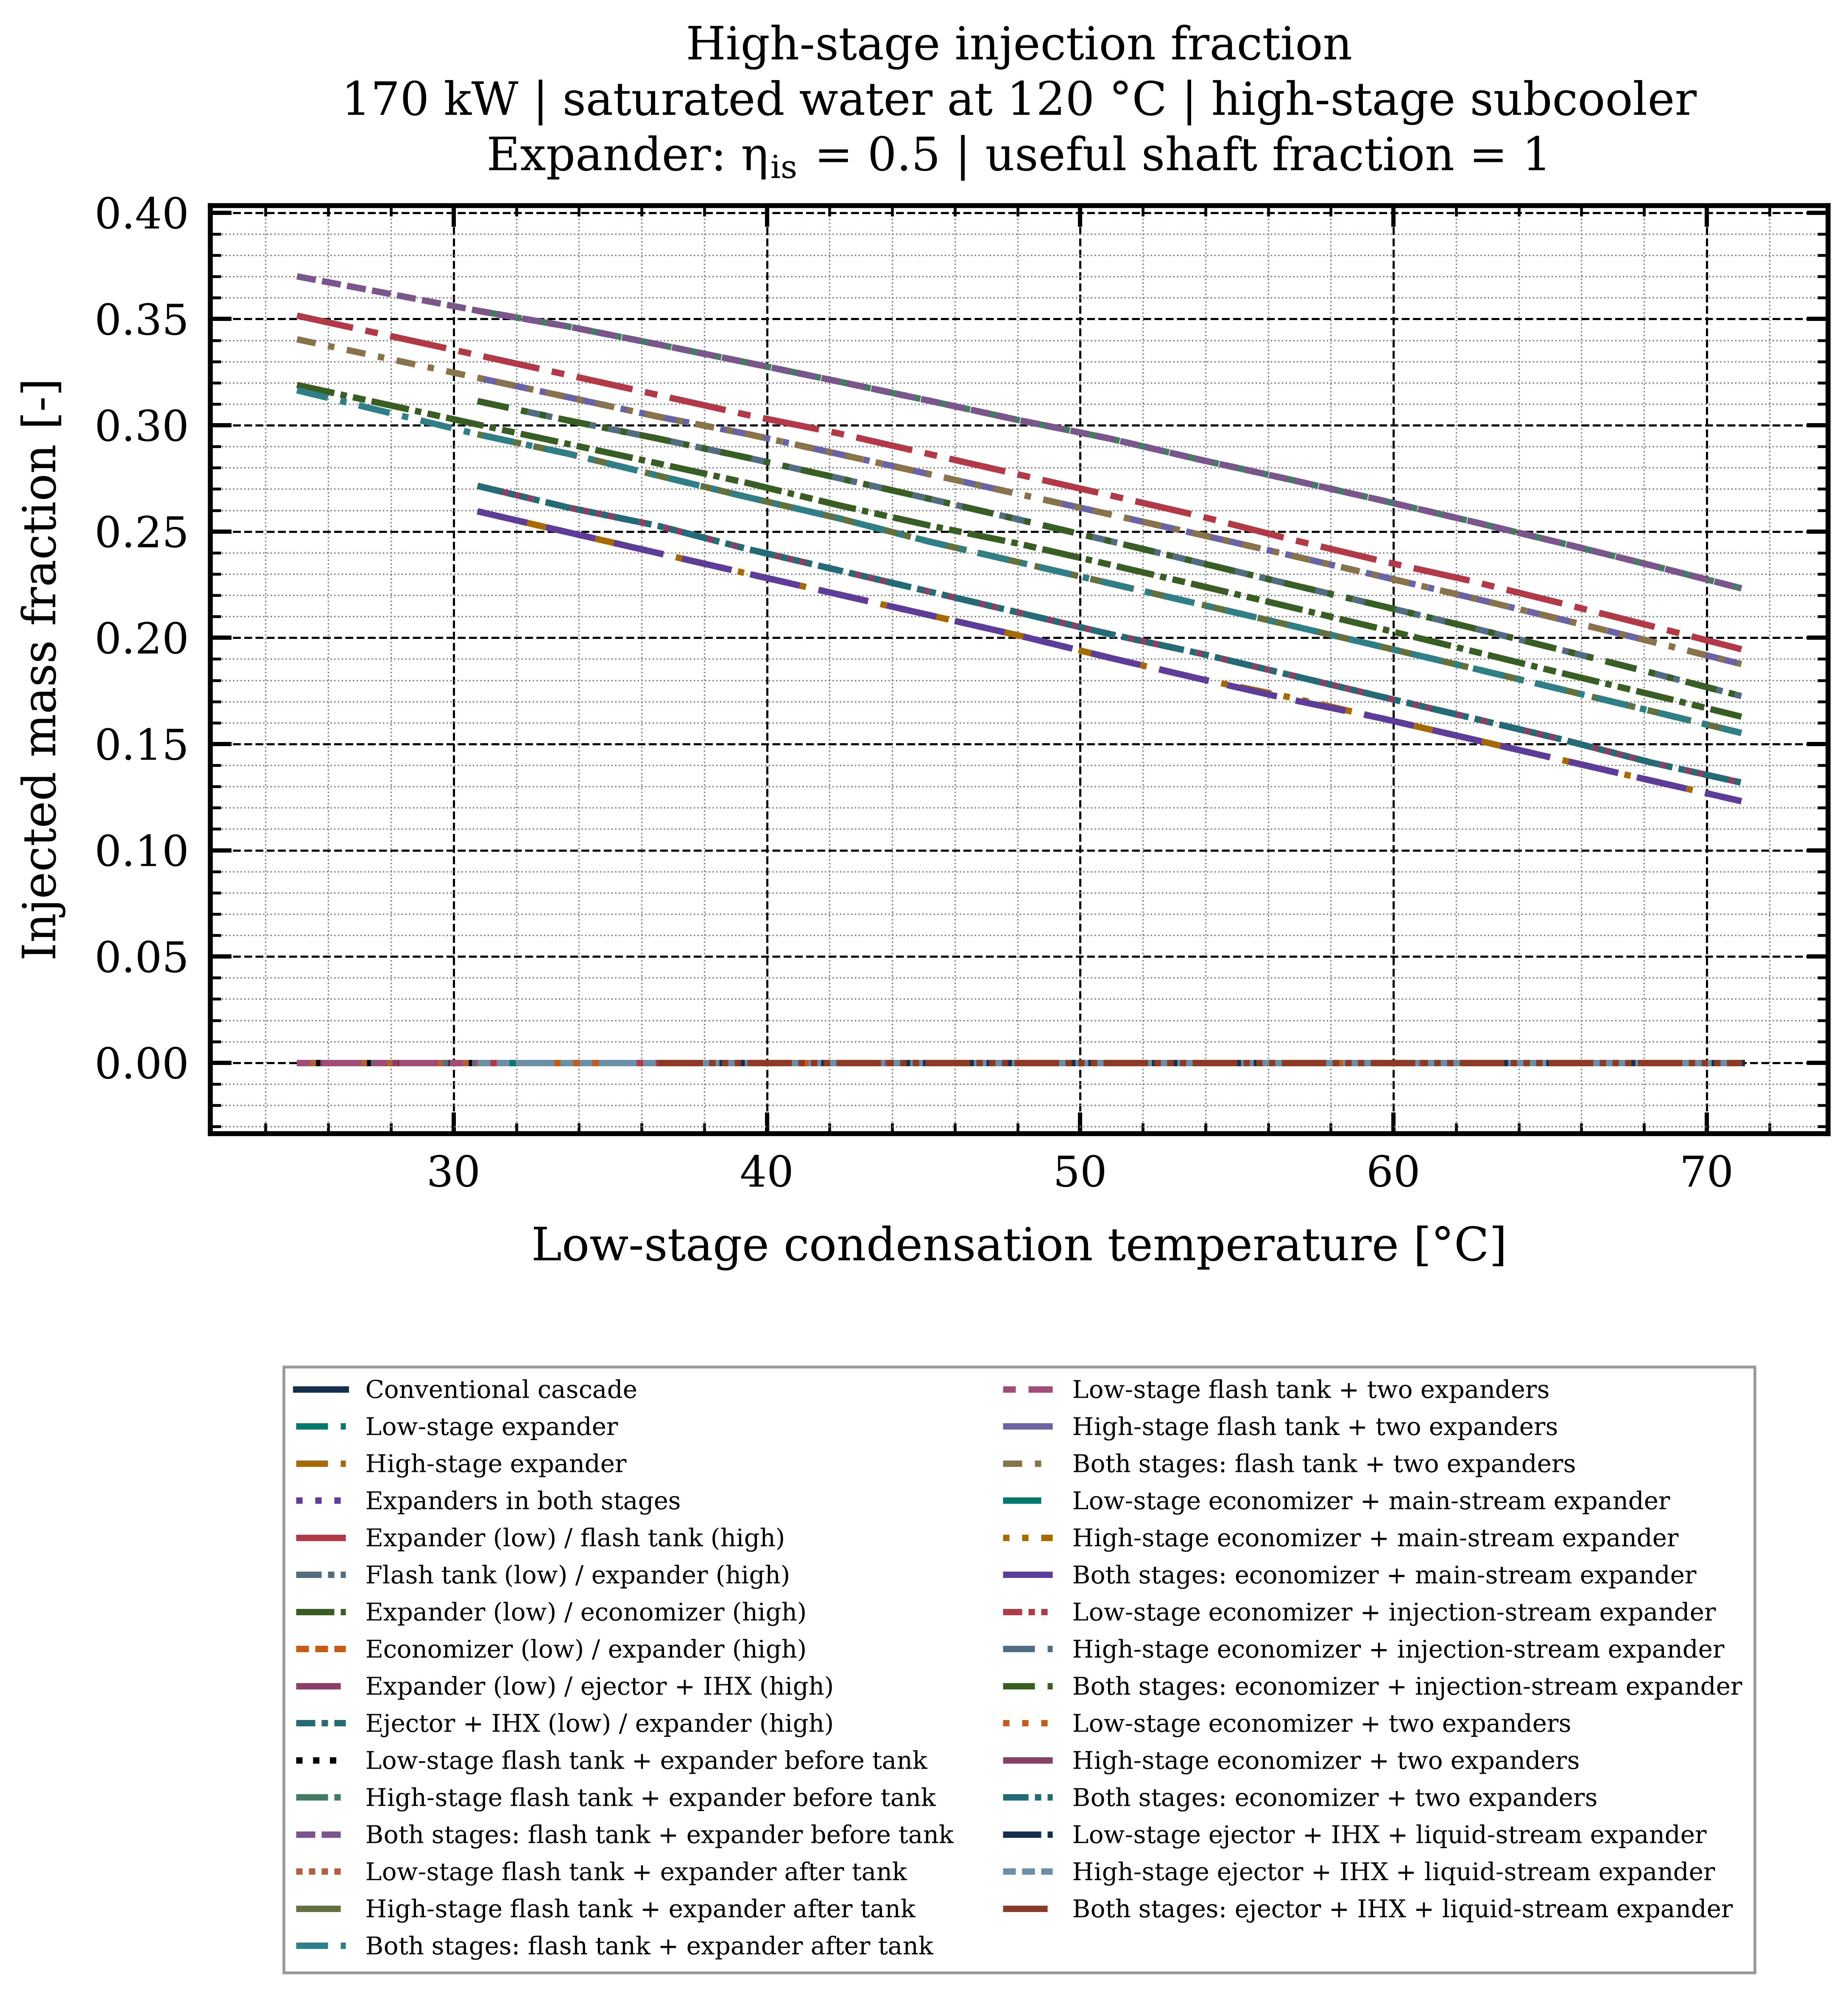 High-stage injection fraction
170 kW | saturated water at 120 °C | high-stage subcooler
Expander: ηis = 0.5 | useful shaft fraction = 1
0.40
0.35
0.30
0.25
0.20
0.15
0.10
0.05
0.00
Injected mass fraction [-]
30 40 50 60 70
Low-stage condensation temperature [°C]
Conventional cascade
Low-stage expander
High-stage expander
Expanders in both stages
Expander (low) / flash tank (high)
Flash tank (low) / expander (high)
Expander (low) / economizer (high)
Economizer (low) / expander (high)
Expander (low) / ejector + IHX (high)
Ejector + IHX (low) / expander (high)
Low-stage flash tank + expander before tank
High-stage flash tank + expander before tank
Both stages: flash tank + expander before tank
Low-stage flash tank + expander after tank
High-stage flash tank + expander after tank
Both stages: flash tank + expander after tank
Low-stage flash tank + two expanders
High-stage flash tank + two expanders
Both stages: flash tank + two expanders
Low-stage economizer + main-stream expander
High-stage economizer + main-stream expander
Both stages: economizer + main-stream expander
Low-stage economizer + injection-stream expander
High-stage economizer + injection-stream expander
Both stages: economizer + injection-stream expander
Low-stage economizer + two expanders
High-stage economizer + two expanders
Both stages: economizer + two expanders
Low-stage ejector + IHX + liquid-stream expander
High-stage ejector + IHX + liquid-stream expander
Both stages: ejector + IHX + liquid-stream expander